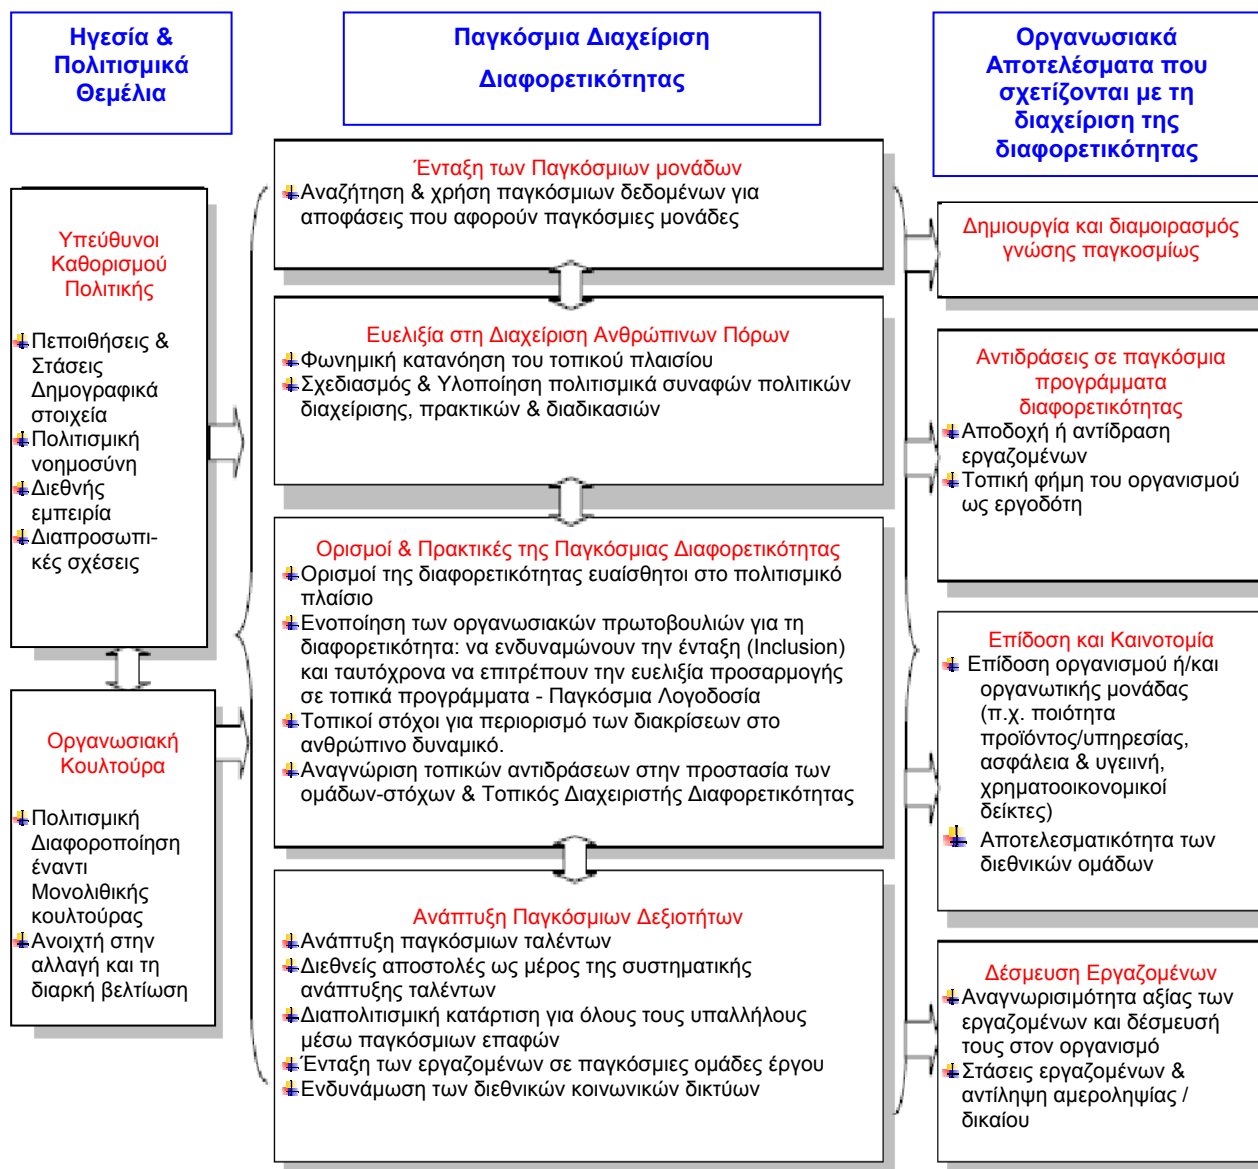 Ηγεσία &
Πολιτισμικά
Θεμέλια
Παγκόσμια Διαχείριση
Διαφορετικότητας
Οργανωσιακά
Αποτελέσματα που
σχετίζονται με τη
διαχείριση της
διαφορετικότητας
Υπεύθυνοι
Καθορισμού
Πολιτικής
Πεποιθήσεις &
Στάσεις
Δημογραφικά
στοιχεία
Πολιτισμική
νοημοσύνη
Διεθνής
εμπειρία
Διαπροσωπι-
κές σχέσεις
Οργανωσιακή
Κουλτούρα
Πολιτισμική
Διαφοροποίηση
έναντι
Μονολιθικής
κουλτούρας
Ανοιχτή στην
αλλαγή και τη
διαρκή βελτίωση
Ένταξη των Παγκόσμιων μονάδων
Αναζήτηση & χρήση παγκόσμιων δεδομένων για
αποφάσεις που αφορούν παγκόσμιες μονάδες
Ευελιξία στη Διαχείριση Ανθρώπινων Πόρων
Φωνημική κατανόηση του τοπικού πλαισίου
Σχεδιασμός & Υλοποίηση πολιτισμικά συναφών πολιτικών
διαχείρισης, πρακτικών & διαδικασιών
Ορισμοί & Πρακτικές της Παγκόσμιας Διαφορετικότητας
Ορισμοί της διαφορετικότητας ευαίσθητοι στο πολιτισμικό
πλαίσιο
Ενοποίηση των οργανωσιακών πρωτοβουλιών για τη
διαφορετικότητα: να ενδυναμώνουν την ένταξη (Inclusion)
και ταυτόχρονα να επιτρέπουν την ευελιξία προσαρμογής
σε τοπικά προγράμματα - Παγκόσμια Λογοδοσία
Τοπικοί στόχοι για περιορισμό των διακρίσεων στο
ανθρώπινο δυναμικό.
Αναγνώριση τοπικών αντιδράσεων στην προστασία των
ομάδων-στόχων & Τοπικός Διαχειριστής Διαφορετικότητας
Ανάπτυξη Παγκόσμιων Δεξιοτήτων
Ανάπτυξη παγκόσμιων ταλέντων
Διεθνείς αποστολές ως μέρος της συστηματικής
ανάπτυξης ταλέντων
Διαπολιτισμική κατάρτιση για όλους τους υπαλλήλους
μέσω παγκόσμιων επαφών
Ένταξη των εργαζομένων σε παγκόσμιες ομάδες έργου
Ενδυνάμωση των διεθνικών κοινωνικών δικτύων
Δημιουργία και διαμοιρασμός
γνώσης παγκοσμίως
Αντιδράσεις σε παγκόσμια
προγράμματα
διαφορετικότητας
Αποδοχή ή αντίδραση
εργαζομένων
Τοπική φήμη του οργανισμού
ως εργοδότη
Επίδοση και Καινοτομία
Επίδοση οργανισμού ή/και
οργανωτικής μονάδας
(π.χ. ποιότητα
προϊόντος/υπηρεσίας,
ασφάλεια & υγειινή,
χρηματοοικονομικοί
δείκτες)
Αποτελεσματικότητα των
διεθνικών ομάδων
Δέσμευση Εργαζομένων
Αναγνωρισιμότητα αξίας των
εργαζομένων και δέσμευσή
τους στον οργανισμό
Στάσεις εργαζομένων &
αντίληψη αμεροληψίας /
δικαίου